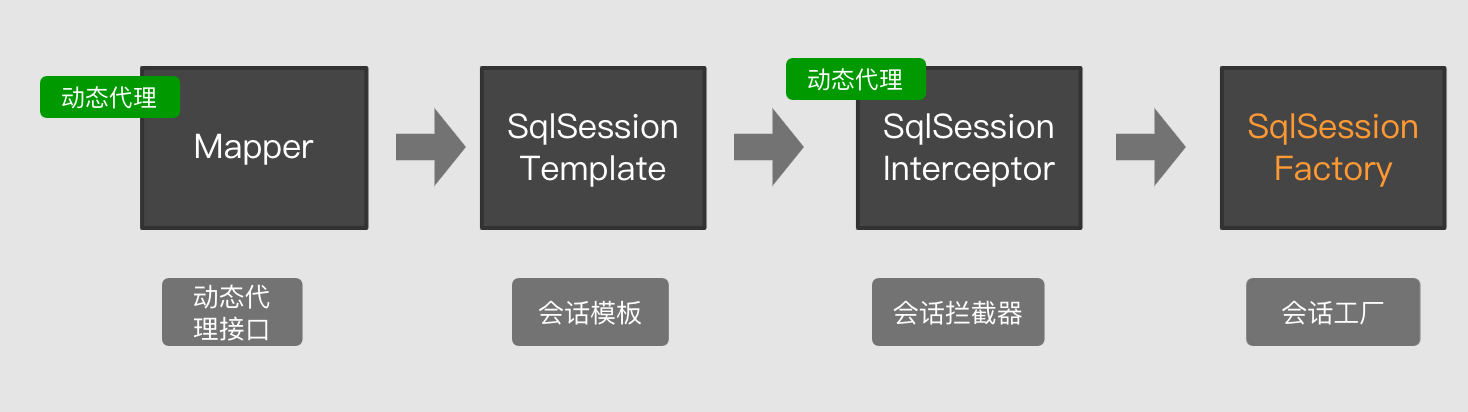 动态代理
Mapper
SqlSession
Template
动态代理
SqlSession
Interceptor
SqlSession
Factory
动态代
理接口
会话模板
会话拦截器
会话工厂